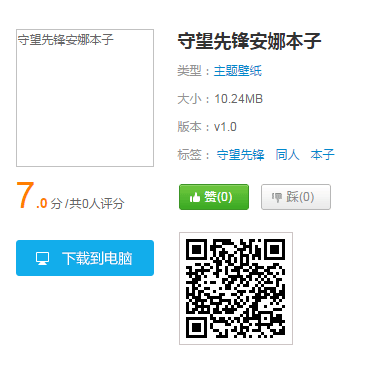 守望先锋安娜本子
守望先锋安娜本子
类型：主题壁纸
大小：10.24MB
版本：v1.0
标签： 守望先锋 同人 本子
7.0 分 /共0人评分
赞(0) 踩(0)
下载到电脑